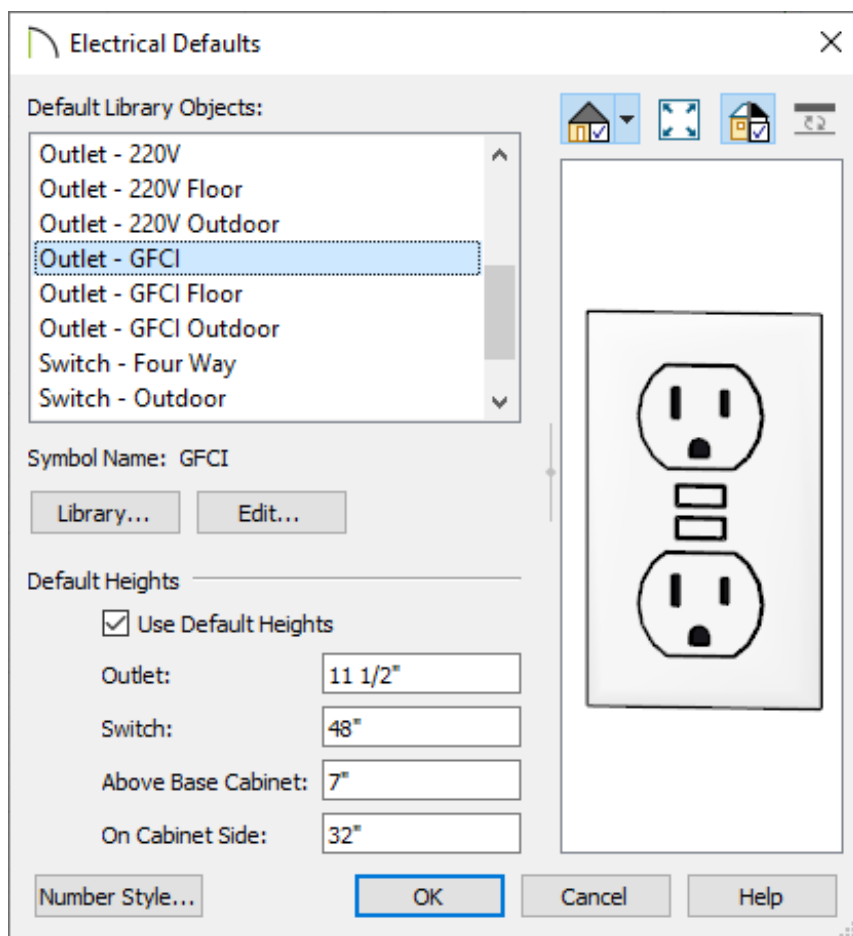 Electrical Defaults
Default Library Objects:
Outlet - 220V
Outlet - 220V Floor
Outlet - 220V Outdoor
Outlet - GFCI
Outlet - GFCI Floor
Outlet - GFCI Outdoor
Switch - Four Way
Switch - Outdoor
Symbol Name: GFCI
Library... Edit...
Default Heights
Use Default Heights
Outlet: 11 1/2"
Switch: 48"
Above Base Cabinet: 7"
On Cabinet Side: 32"
Number Style... OK Cancel Help